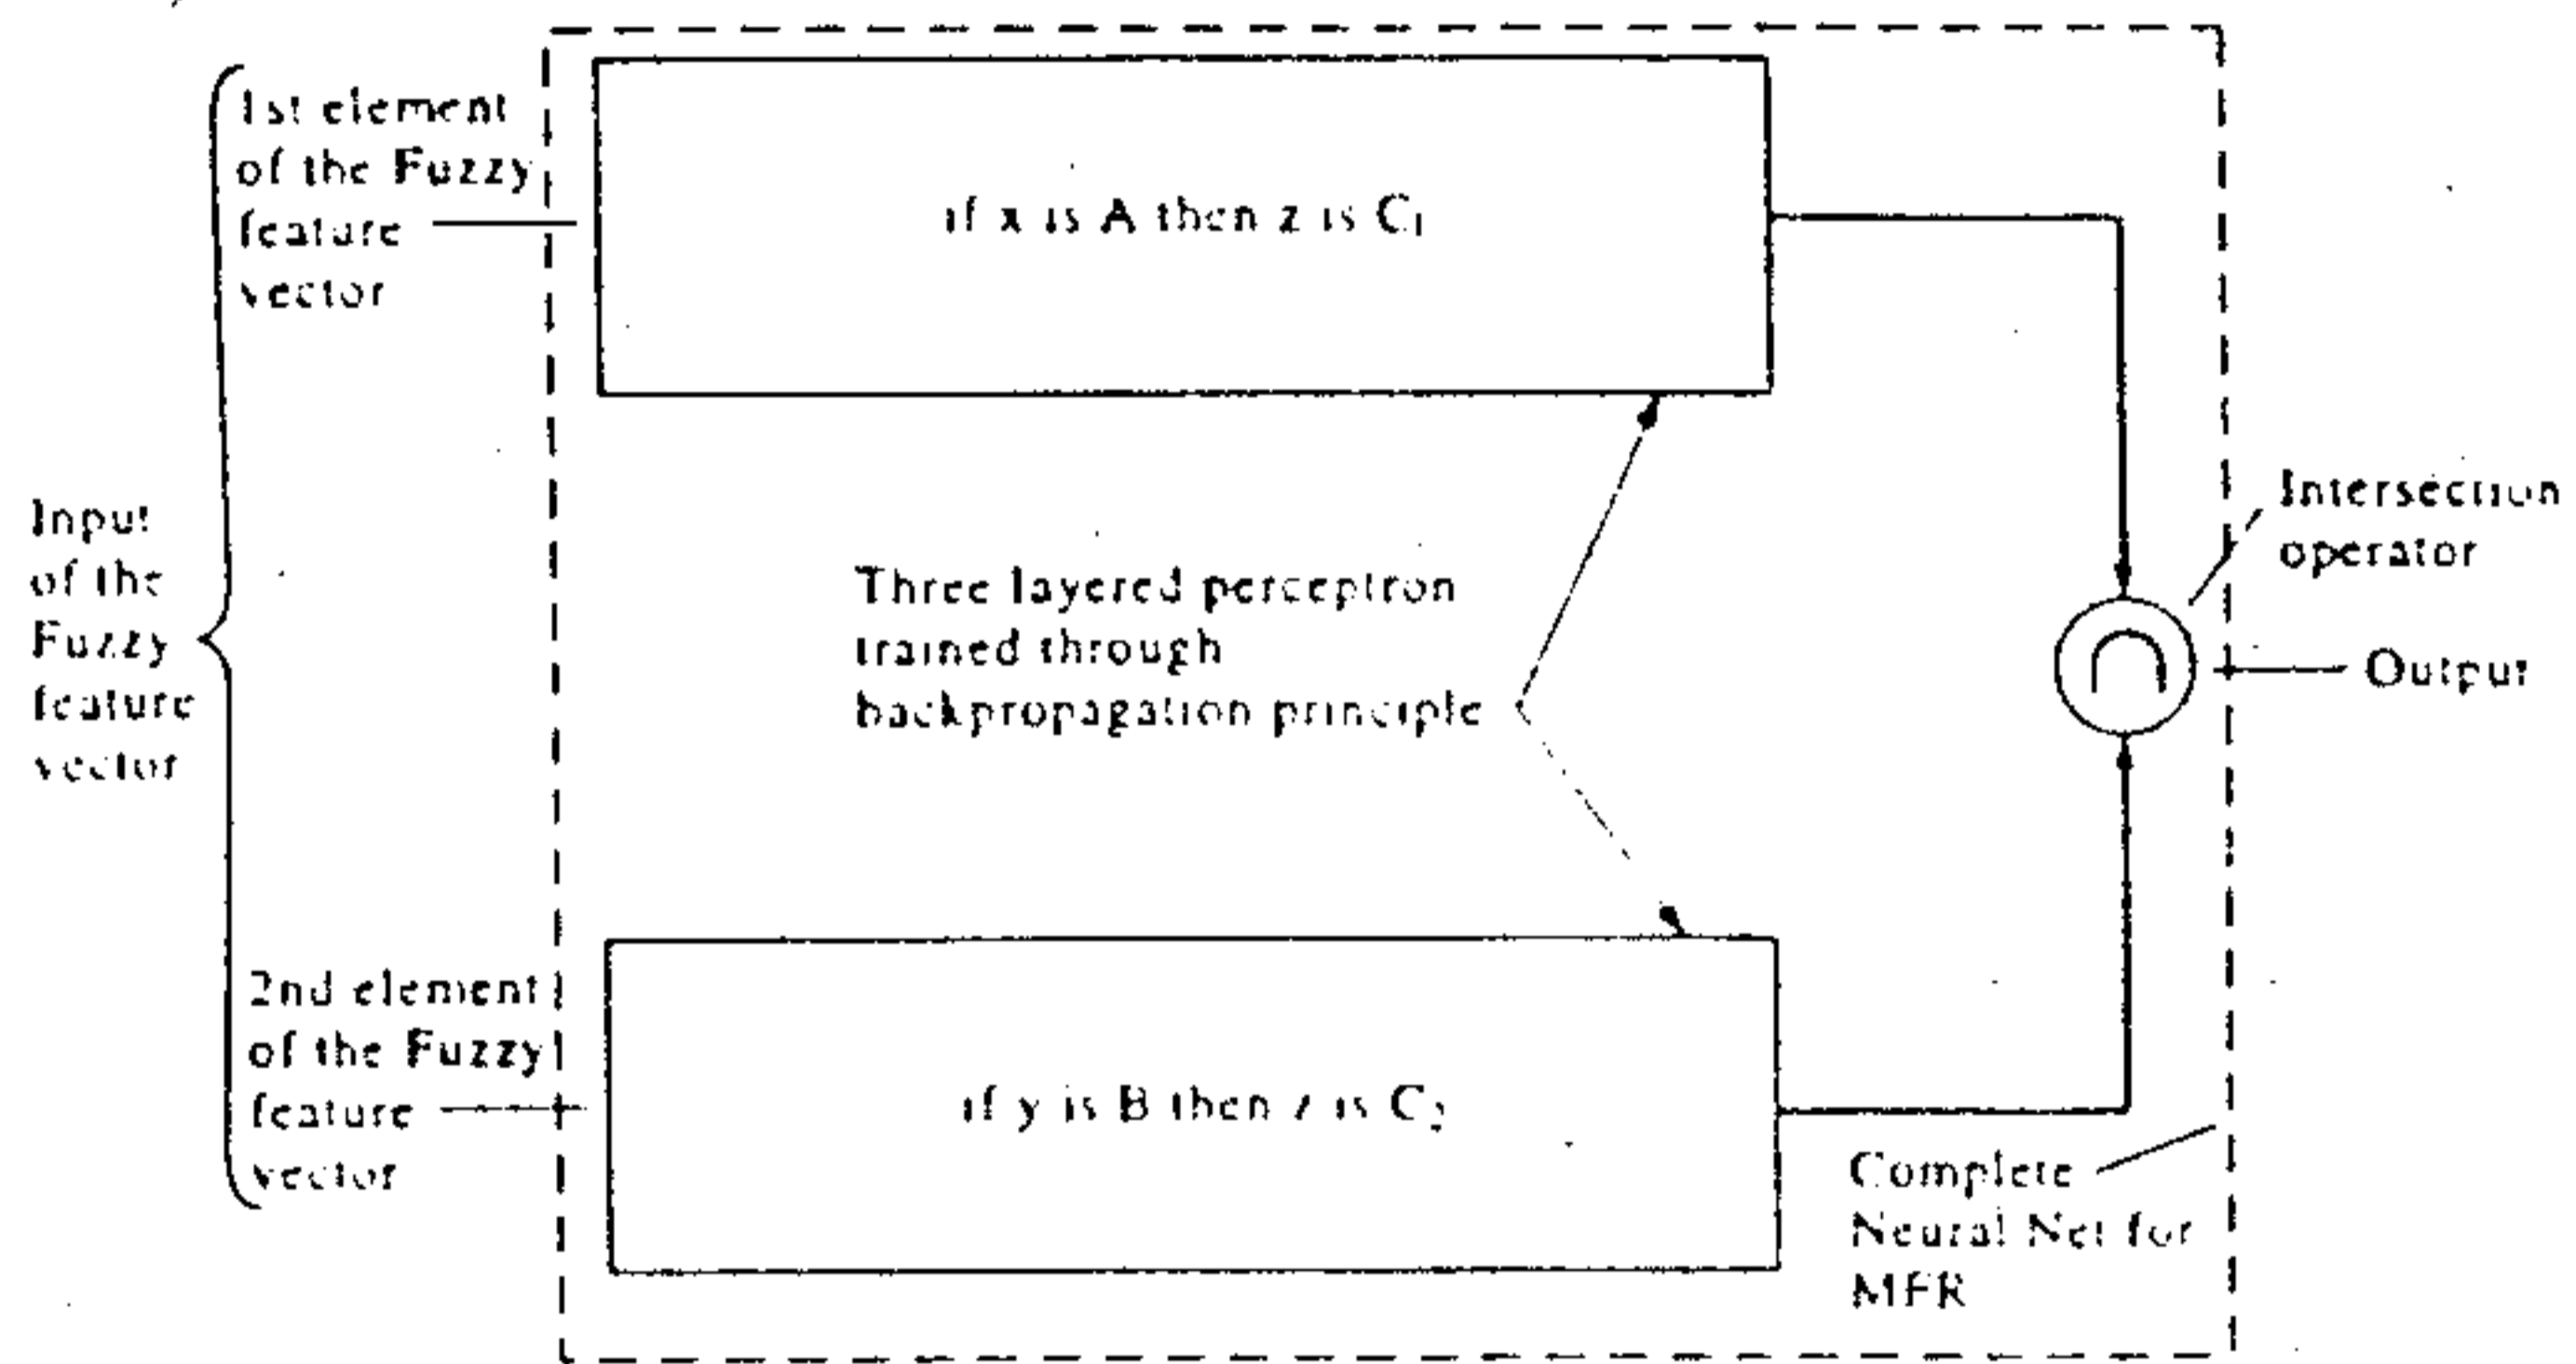 1st element
of the Fuzzy
feature
vector
if x is A then z is C₁
Input
of the
Fuzzy
feature
vector
Three layered perceptron
trained through
backpropagation principle
Intersection
operator
∩
Output
2nd element
of the Fuzzy
feature
vector
if y is B then z is C₂
Complete
Neural Net for
MFR